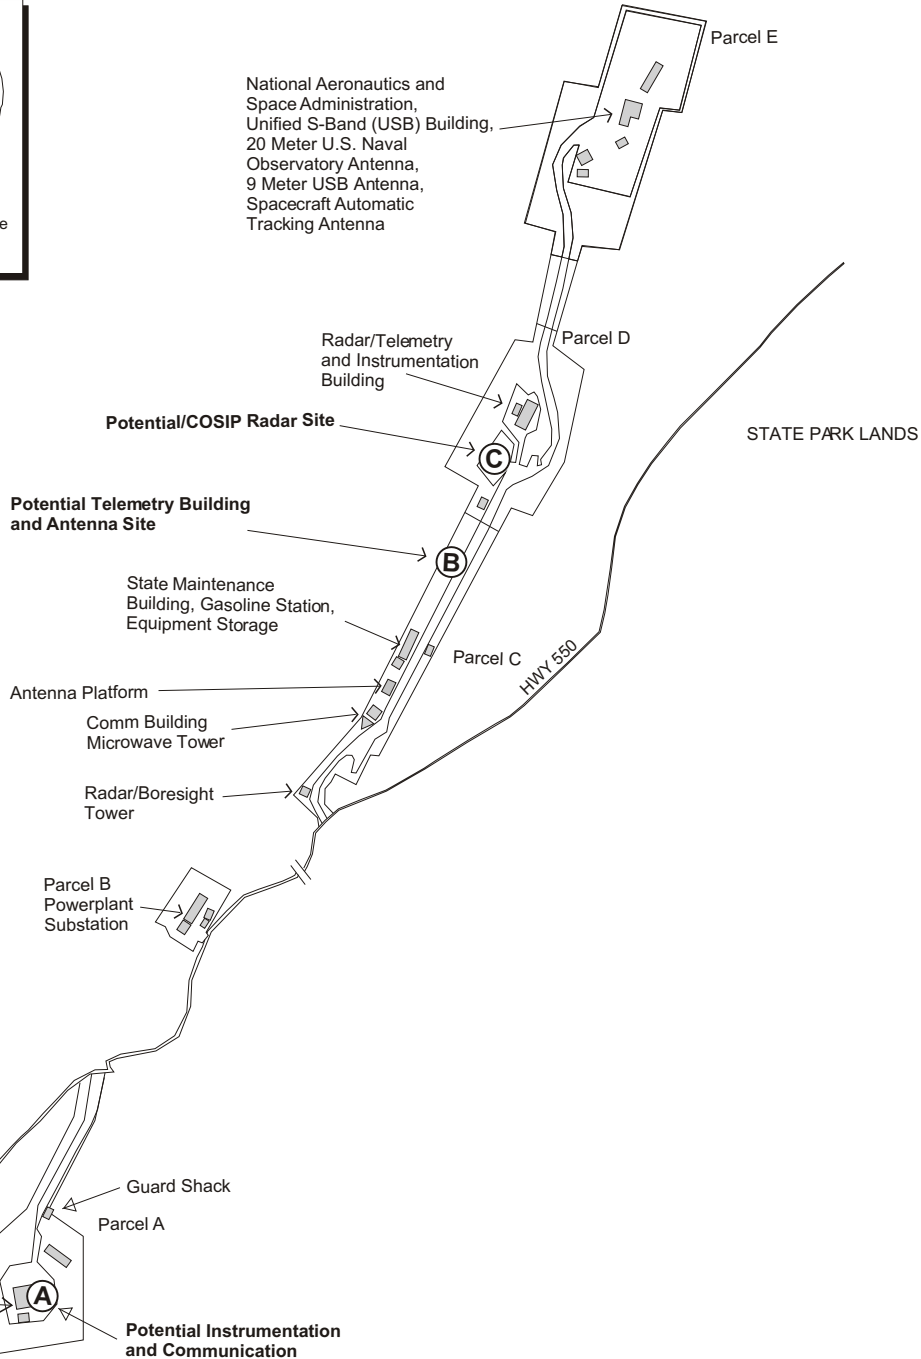 Parcel E
National Aeronautics and
Space Administration,
Unified S-Band (USB) Building,
20 Meter U.S. Naval
Observatory Antenna,
9 Meter USB Antenna,
Spacecraft Automatic
Tracking Antenna
e
Parcel D
Radar/Telemetry
and Instrumentation
Building
Potential/COSIP Radar Site
STATE PARK LANDS
C
Potential Telemetry Building
and Antenna Site
B
State Maintenance
Building, Gasoline Station,
Equipment Storage
Parcel C
HWY 550
Antenna Platform
Comm Building
Microwave Tower
Radar/Boresight
Tower
Parcel B
Powerplant
Substation
Guard Shack
Parcel A
A
Potential Instrumentation
and Communication